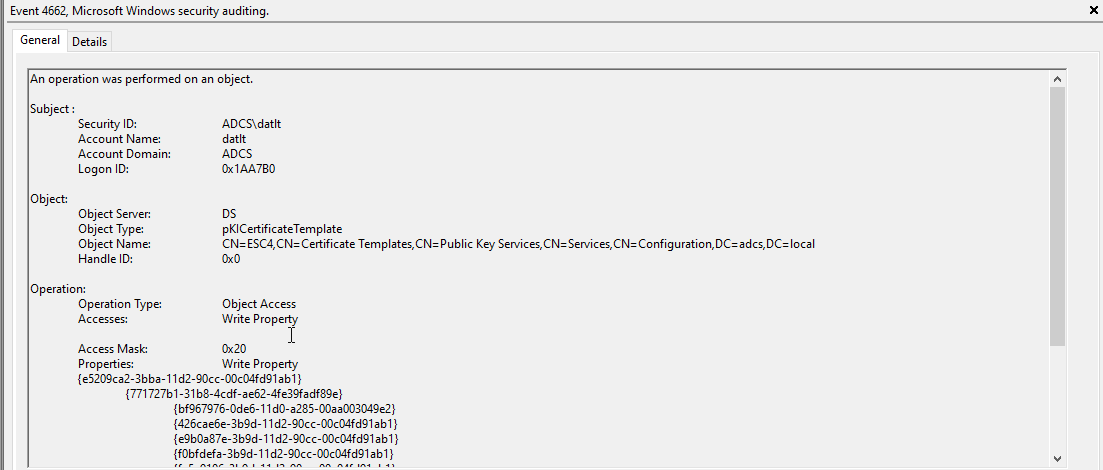 Event 4662, Microsoft Windows security auditing.
General Details
An operation was performed on an object.
Subject :
Security ID: ADCS\datlt
Account Name: datlt
Account Domain: ADCS
Logon ID: 0x1AA7B0
Object:
Object Server: DS
Object Type: pKICertificateTemplate
Object Name: CN=ESC4,CN=Certificate Templates,CN=Public Key Services,CN=Services,CN=Configuration,DC=adcs,DC=local
Handle ID: 0x0
Operation:
Operation Type: Object Access
Accesses: Write Property
Access Mask: 0x20
Properties: Write Property
{e5209ca2-3bba-11d2-90cc-00c04fd91ab1}
{771727b1-31b8-4cdf-ae62-4fe39fadf89e}
{bf967976-0de6-11d0-a285-00aa003049e2}
{426cae6e-3b9d-11d2-90cc-00c04fd91ab1}
{e9b0a87e-3b9d-11d2-90cc-00c04fd91ab1}
{f0bfdefa-3b9d-11d2-90cc-00c04fd91ab1}